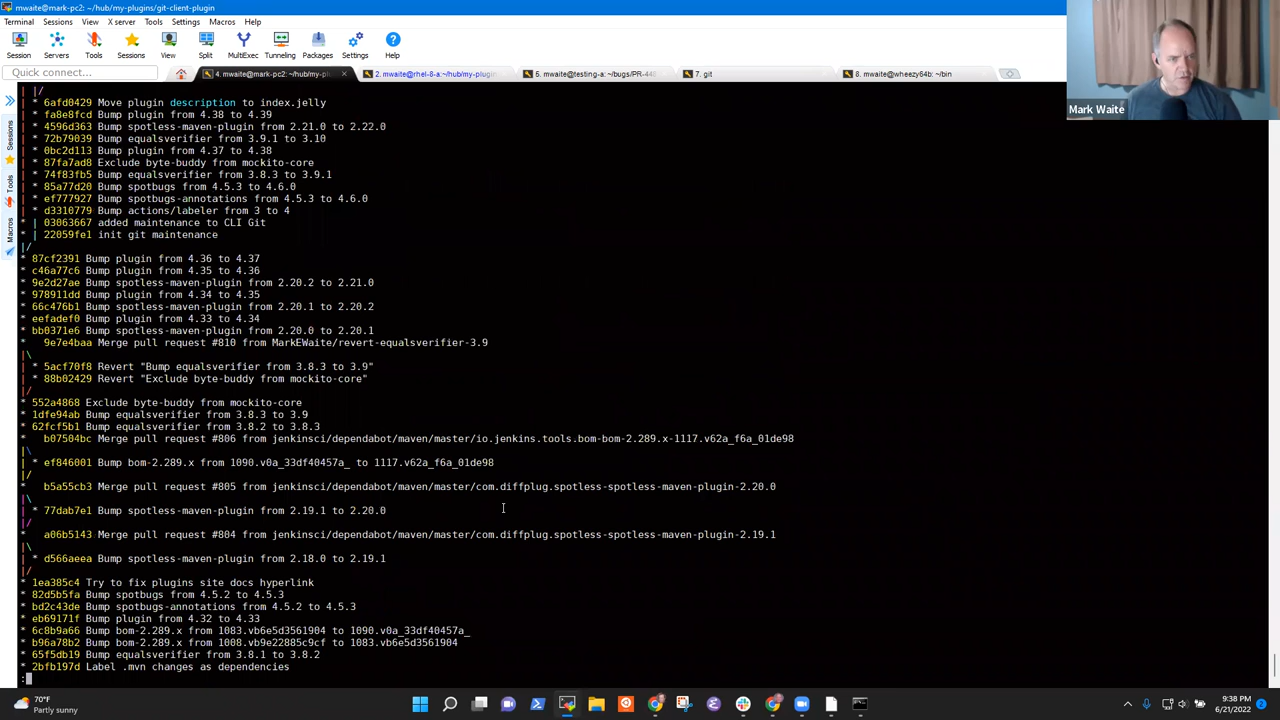 mwaite@mark-pc2: ~/hub/my-plugins/git-client-plugin
Terminal Sessions View X server Tools Settings Macros Help
Session Servers Tools Sessions View Split MultiExec Tunneling Packages Settings Help
Quick connect...
4. mwaite@mark-pc2: ~/hub/my-pl
2. mwaite@rhel-8-a:~/hub/my-plugin
5. mwaite@testing-a: ~/bugs/PR-44
7. git
8. mwaite@wheezy64b: ~/bin
Mark Waite
Sessions
Tools
Macros
| |/
| * 6afd0429 Move plugin description to index.jelly
| * fa8e8fcd Bump plugin from 4.38 to 4.39
| * 4596d363 Bump spotless-maven-plugin from 2.21.0 to 2.22.0
| * 72b79039 Bump equalsverifier from 3.9.1 to 3.10
| * 0bc2d113 Bump plugin from 4.37 to 4.38
| * 87fa7ad8 Exclude byte-buddy from mockito-core
| * 74f83fb5 Bump equalsverifier from 3.8.3 to 3.9.1
| * 85a77d20 Bump spotbugs from 4.5.3 to 4.6.0
| * ef777927 Bump spotbugs-annotations from 4.5.3 to 4.6.0
| * d3310779 Bump actions/labeler from 3 to 4
* | 03063667 added maintenance to CLI Git
* | 22059fe1 init git maintenance
|/
* 87cf2391 Bump plugin from 4.36 to 4.37
* c46a77c6 Bump plugin from 4.35 to 4.36
* 9e2d27ae Bump spotless-maven-plugin from 2.20.2 to 2.21.0
* 978911dd Bump plugin from 4.34 to 4.35
* 66c476b1 Bump spotless-maven-plugin from 2.20.1 to 2.20.2
* eefadef0 Bump plugin from 4.33 to 4.34
* bb0371e6 Bump spotless-maven-plugin from 2.20.0 to 2.20.1
* 9e7e4baa Merge pull request #810 from MarkEWaite/revert-equalsverifier-3.9
|\
| * 5acf70f8 Revert "Bump equalsverifier from 3.8.3 to 3.9"
| * 88b02429 Revert "Exclude byte-buddy from mockito-core"
|/
* 552a4868 Exclude byte-buddy from mockito-core
* 1dfe94ab Bump equalsverifier from 3.8.3 to 3.9
* 62fcf5b1 Bump equalsverifier from 3.8.2 to 3.8.3
* b07504bc Merge pull request #806 from jenkinsci/dependabot/maven/master/io.jenkins.tools.bom-bom-2.289.x-1117.v62a_f6a_01de98
|\
| * ef846001 Bump bom-2.289.x from 1090.v0a_33df40457a_ to 1117.v62a_f6a_01de98
|/
* b5a55cb3 Merge pull request #805 from jenkinsci/dependabot/maven/master/com.diffplug.spotless-spotless-maven-plugin-2.20.0
|\
| * 77dab7e1 Bump spotless-maven-plugin from 2.19.1 to 2.20.0
|/
* a06b5143 Merge pull request #804 from jenkinsci/dependabot/maven/master/com.diffplug.spotless-spotless-maven-plugin-2.19.1
|\
| * d566aeea Bump spotless-maven-plugin from 2.18.0 to 2.19.1
|/
* 1ea385c4 Try to fix plugins site docs hyperlink
* 82d5b5fa Bump spotbugs from 4.5.2 to 4.5.3
* bd2c43de Bump spotbugs-annotations from 4.5.2 to 4.5.3
* eb69171f Bump plugin from 4.32 to 4.33
* 6c8b9a66 Bump bom-2.289.x from 1083.vb6e5d3561904 to 1090.v0a_33df40457a_
* b96a78b2 Bump bom-2.289.x from 1008.vb9e22885c9cf to 1083.vb6e5d3561904
* 65f5db19 Bump equalsverifier from 3.8.1 to 3.8.2
* 2bfb197d Label .mvn changes as dependencies
:
70°F
Partly sunny
9:38 PM
6/21/2022